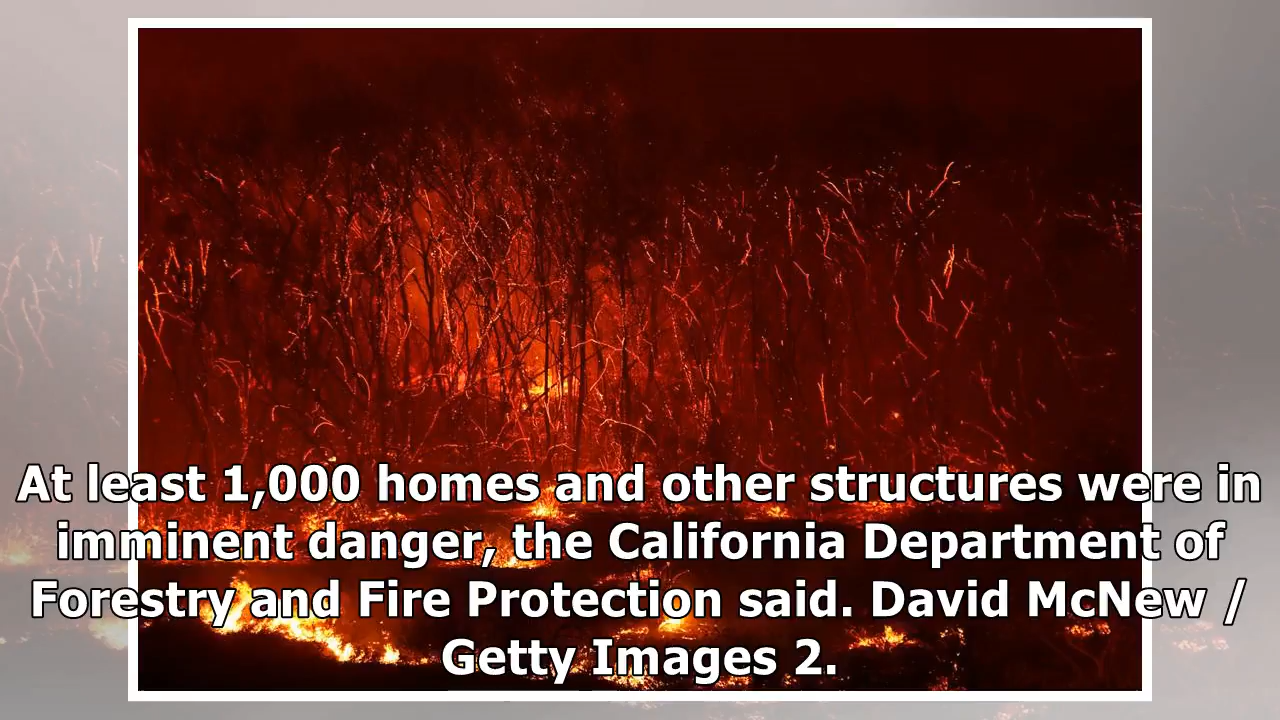 At least 1,000 homes and other structures were in
imminent danger, the California Department of
Forestry and Fire Protection said. David McNew /
Getty Images 2.